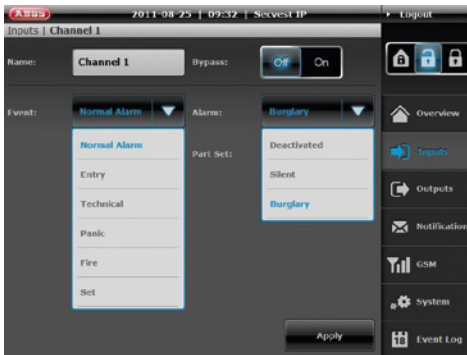 ABUS 2011-08-25 | 09:32 | Secvest IP Logout
Inputs | Channel 1
Name: Channel 1 Bypass: Off On
Event: Normal Alarm Alarm: Burglary Overview
Normal Alarm Part Set: Deactivated Inputs
Entry Silent
Technical Burglary Outputs
Panic Notification
Fire GSM
Set System
Apply 18 Event Log